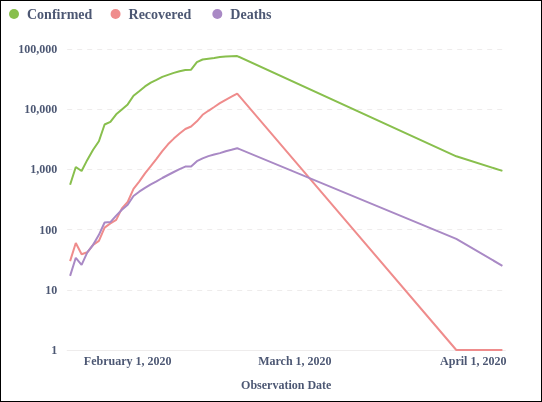 Confirmed Recovered Deaths
100,000
10,000
1,000
100
10
1
February 1, 2020 March 1, 2020 April 1, 2020
Observation Date